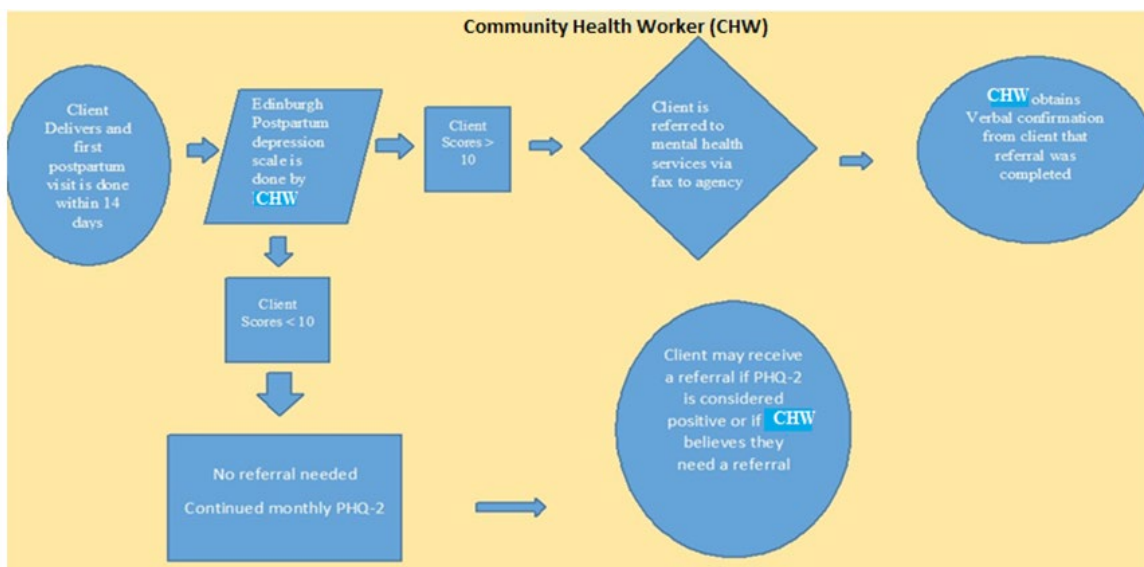 Community Health Worker (CHW)
Client
Delivers and
first
postpartum
visit is done
within 14
days
Edinburgh
Postpartum
depression
scale is
done by
CHW
Client
Scores >
10
Client is
referred to
mental health
services via
fax to agency
CHW obtains
Verbal confirmation
from client that
referral was
completed
Client
Scores < 10
No referral needed
Continued monthly PHQ-2
Client may receive
a referral if PHQ-2
is considered
positive or if CHW
believes they
need a referral